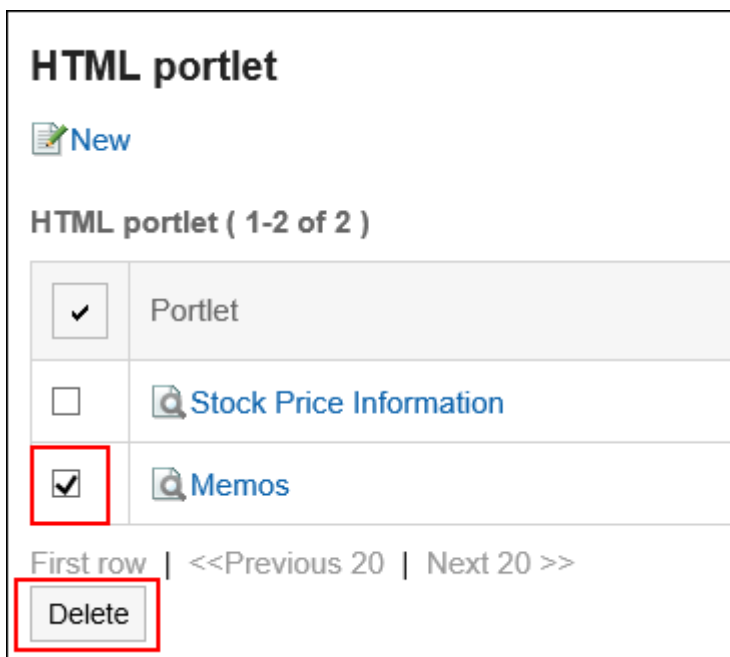 HTML portlet
New
HTML portlet ( 1-2 of 2 )
Portlet
Stock Price Information
Memos
First row | <<Previous 20 | Next 20 >>
Delete